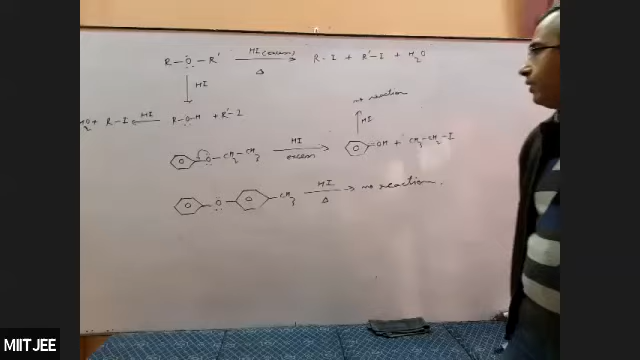 R-Ö-R' HI (excess) Δ R-I + R'-I + H2O
HI
H2O + R-I HI R-Ö-H + R'-I
no reaction
HI
O -Ö-CH2-CH3 HI excess O -OH + CH3-CH2-I
O -Ö- O -CH3 HI Δ no reaction.
MIIT JEE